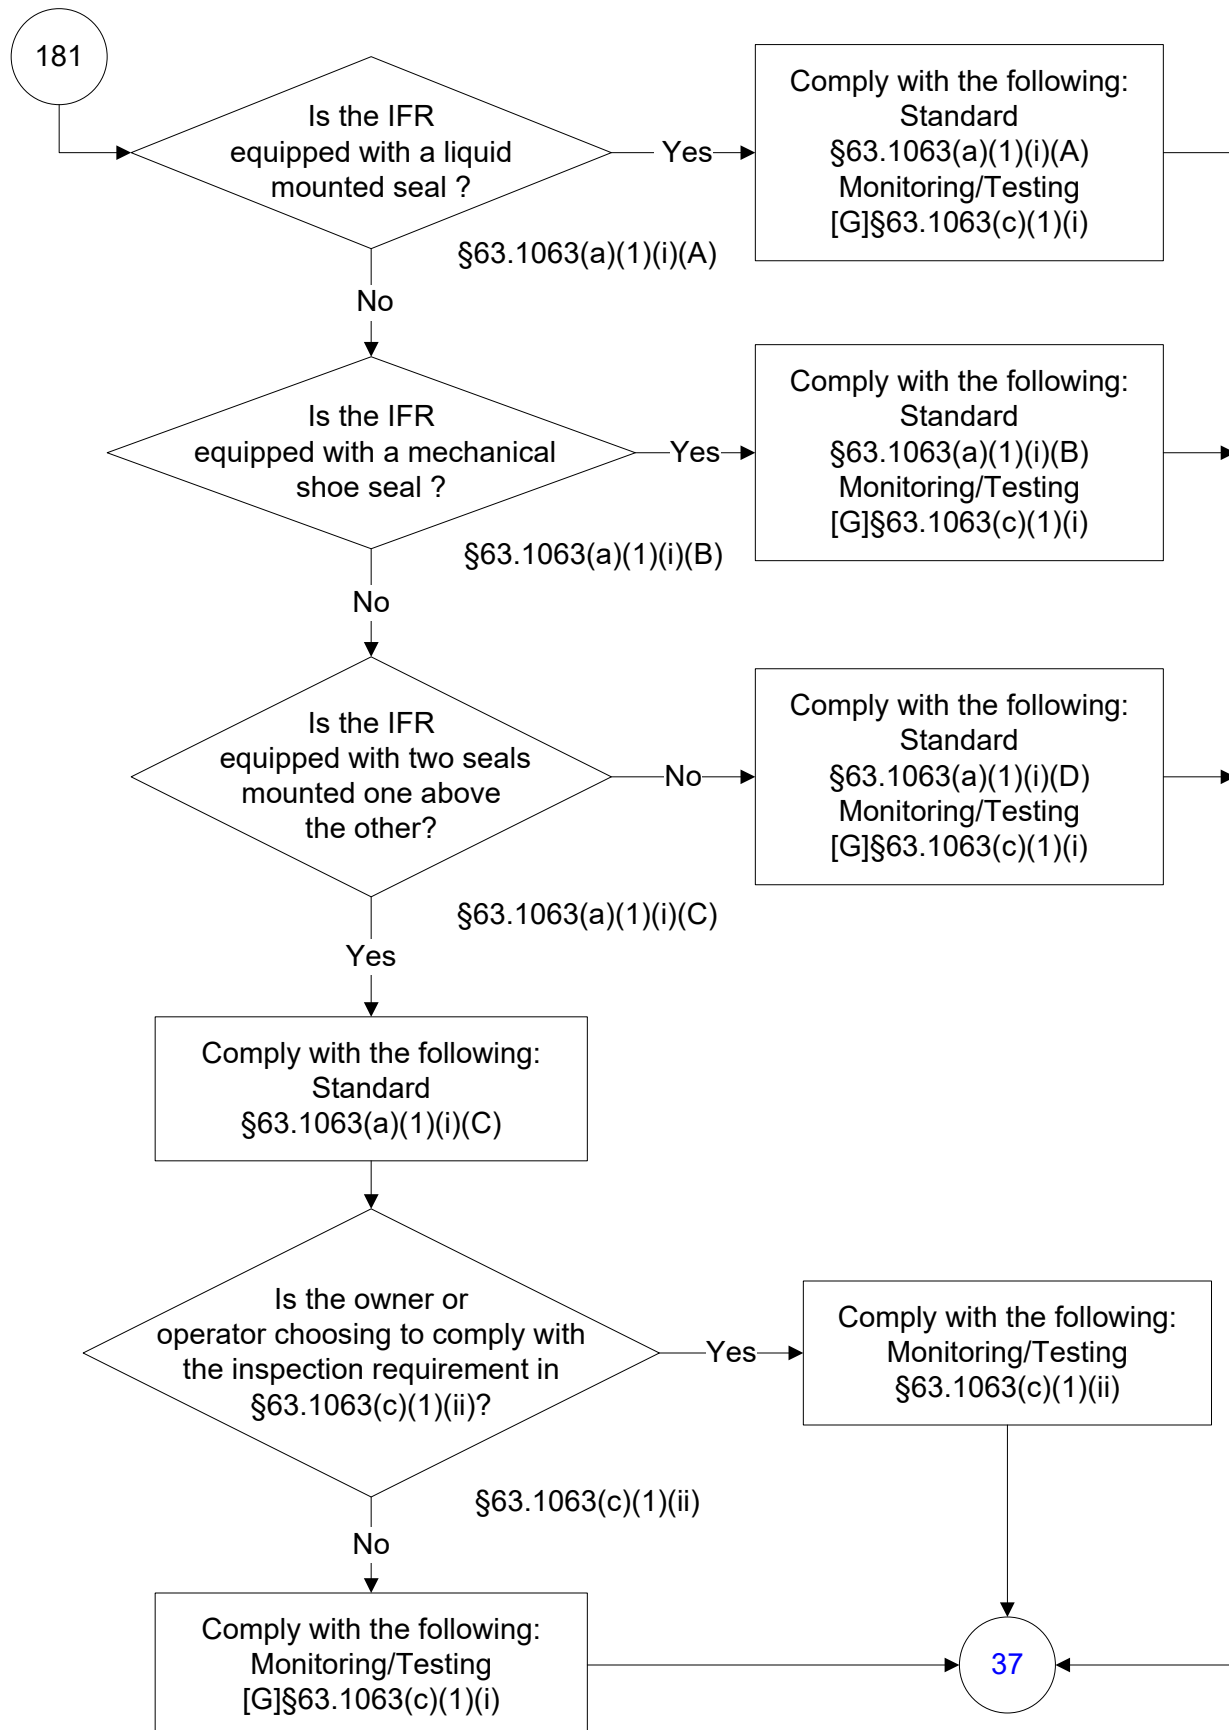 181
Is the IFR
equipped with a liquid
mounted seal ?
Yes
Comply with the following:
Standard
§63.1063(a)(1)(i)(A)
Monitoring/Testing
[G]§63.1063(c)(1)(i)
§63.1063(a)(1)(i)(A)
No
Is the IFR
equipped with a mechanical
shoe seal ?
Yes
Comply with the following:
Standard
§63.1063(a)(1)(i)(B)
Monitoring/Testing
[G]§63.1063(c)(1)(i)
§63.1063(a)(1)(i)(B)
No
Is the IFR
equipped with two seals
mounted one above
the other?
No
Comply with the following:
Standard
§63.1063(a)(1)(i)(D)
Monitoring/Testing
[G]§63.1063(c)(1)(i)
§63.1063(a)(1)(i)(C)
Yes
Comply with the following:
Standard
§63.1063(a)(1)(i)(C)
Is the owner or
operator choosing to comply with
the inspection requirement in
§63.1063(c)(1)(ii)?
Yes
Comply with the following:
Monitoring/Testing
§63.1063(c)(1)(ii)
§63.1063(c)(1)(ii)
No
Comply with the following:
Monitoring/Testing
[G]§63.1063(c)(1)(i)
37